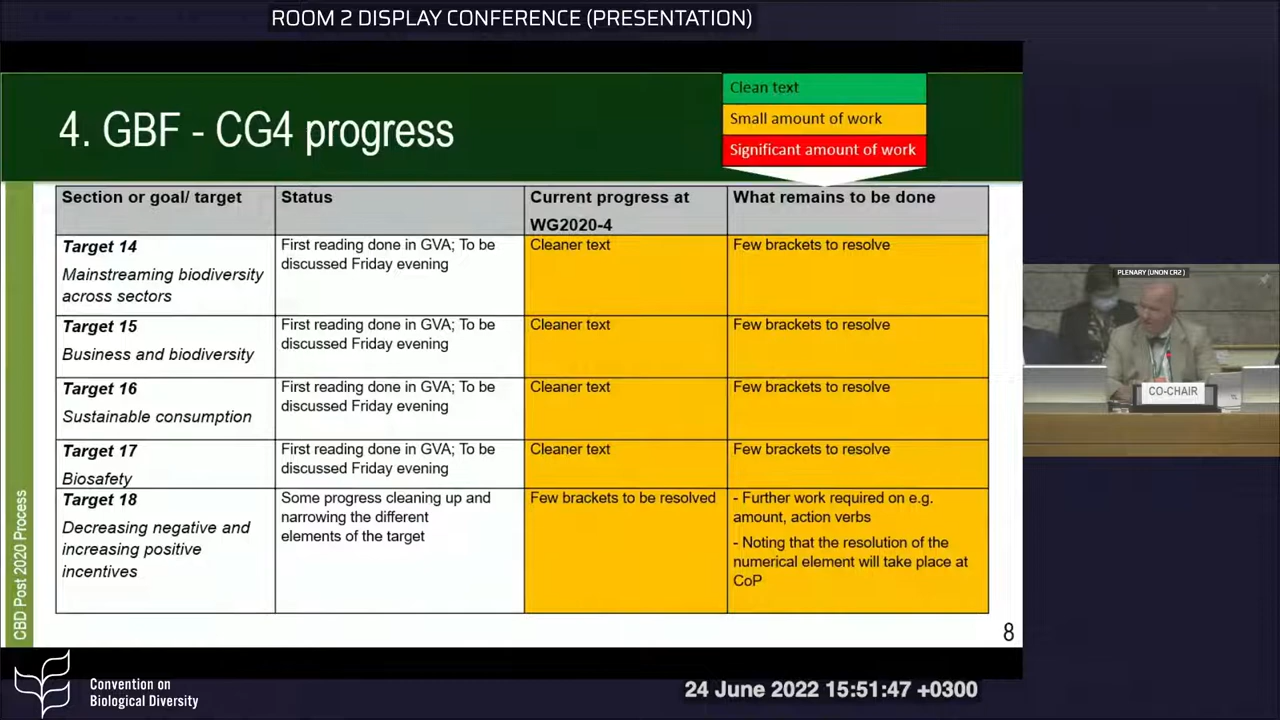 ROOM 2 DISPLAY CONFERENCE (PRESENTATION)
4. GBF - CG4 progress
Clean text
Small amount of work
Significant amount of work
Section or goal/ target
Status
Current progress at
WG2020-4
What remains to be done
Target 14
Mainstreaming biodiversity
across sectors
First reading done in GVA; To be
discussed Friday evening
Cleaner text
Few brackets to resolve
Target 15
Business and biodiversity
First reading done in GVA; To be
discussed Friday evening
Cleaner text
Few brackets to resolve
Target 16
Sustainable consumption
First reading done in GVA; To be
discussed Friday evening
Cleaner text
Few brackets to resolve
Target 17
Biosafety
First reading done in GVA; To be
discussed Friday evening
Cleaner text
Few brackets to resolve
Target 18
Decreasing negative and
increasing positive
incentives
Some progress cleaning up and
narrowing the different
elements of the target
Few brackets to be resolved
- Further work required on e.g.
amount, action verbs
- Noting that the resolution of the
numerical element will take place at
CoP
CBD Post 2020 Process
8
PLENARY (UNON CR2)
CO-CHAIR
Convention on
Biological Diversity
24 June 2022 15:51:47 +0300